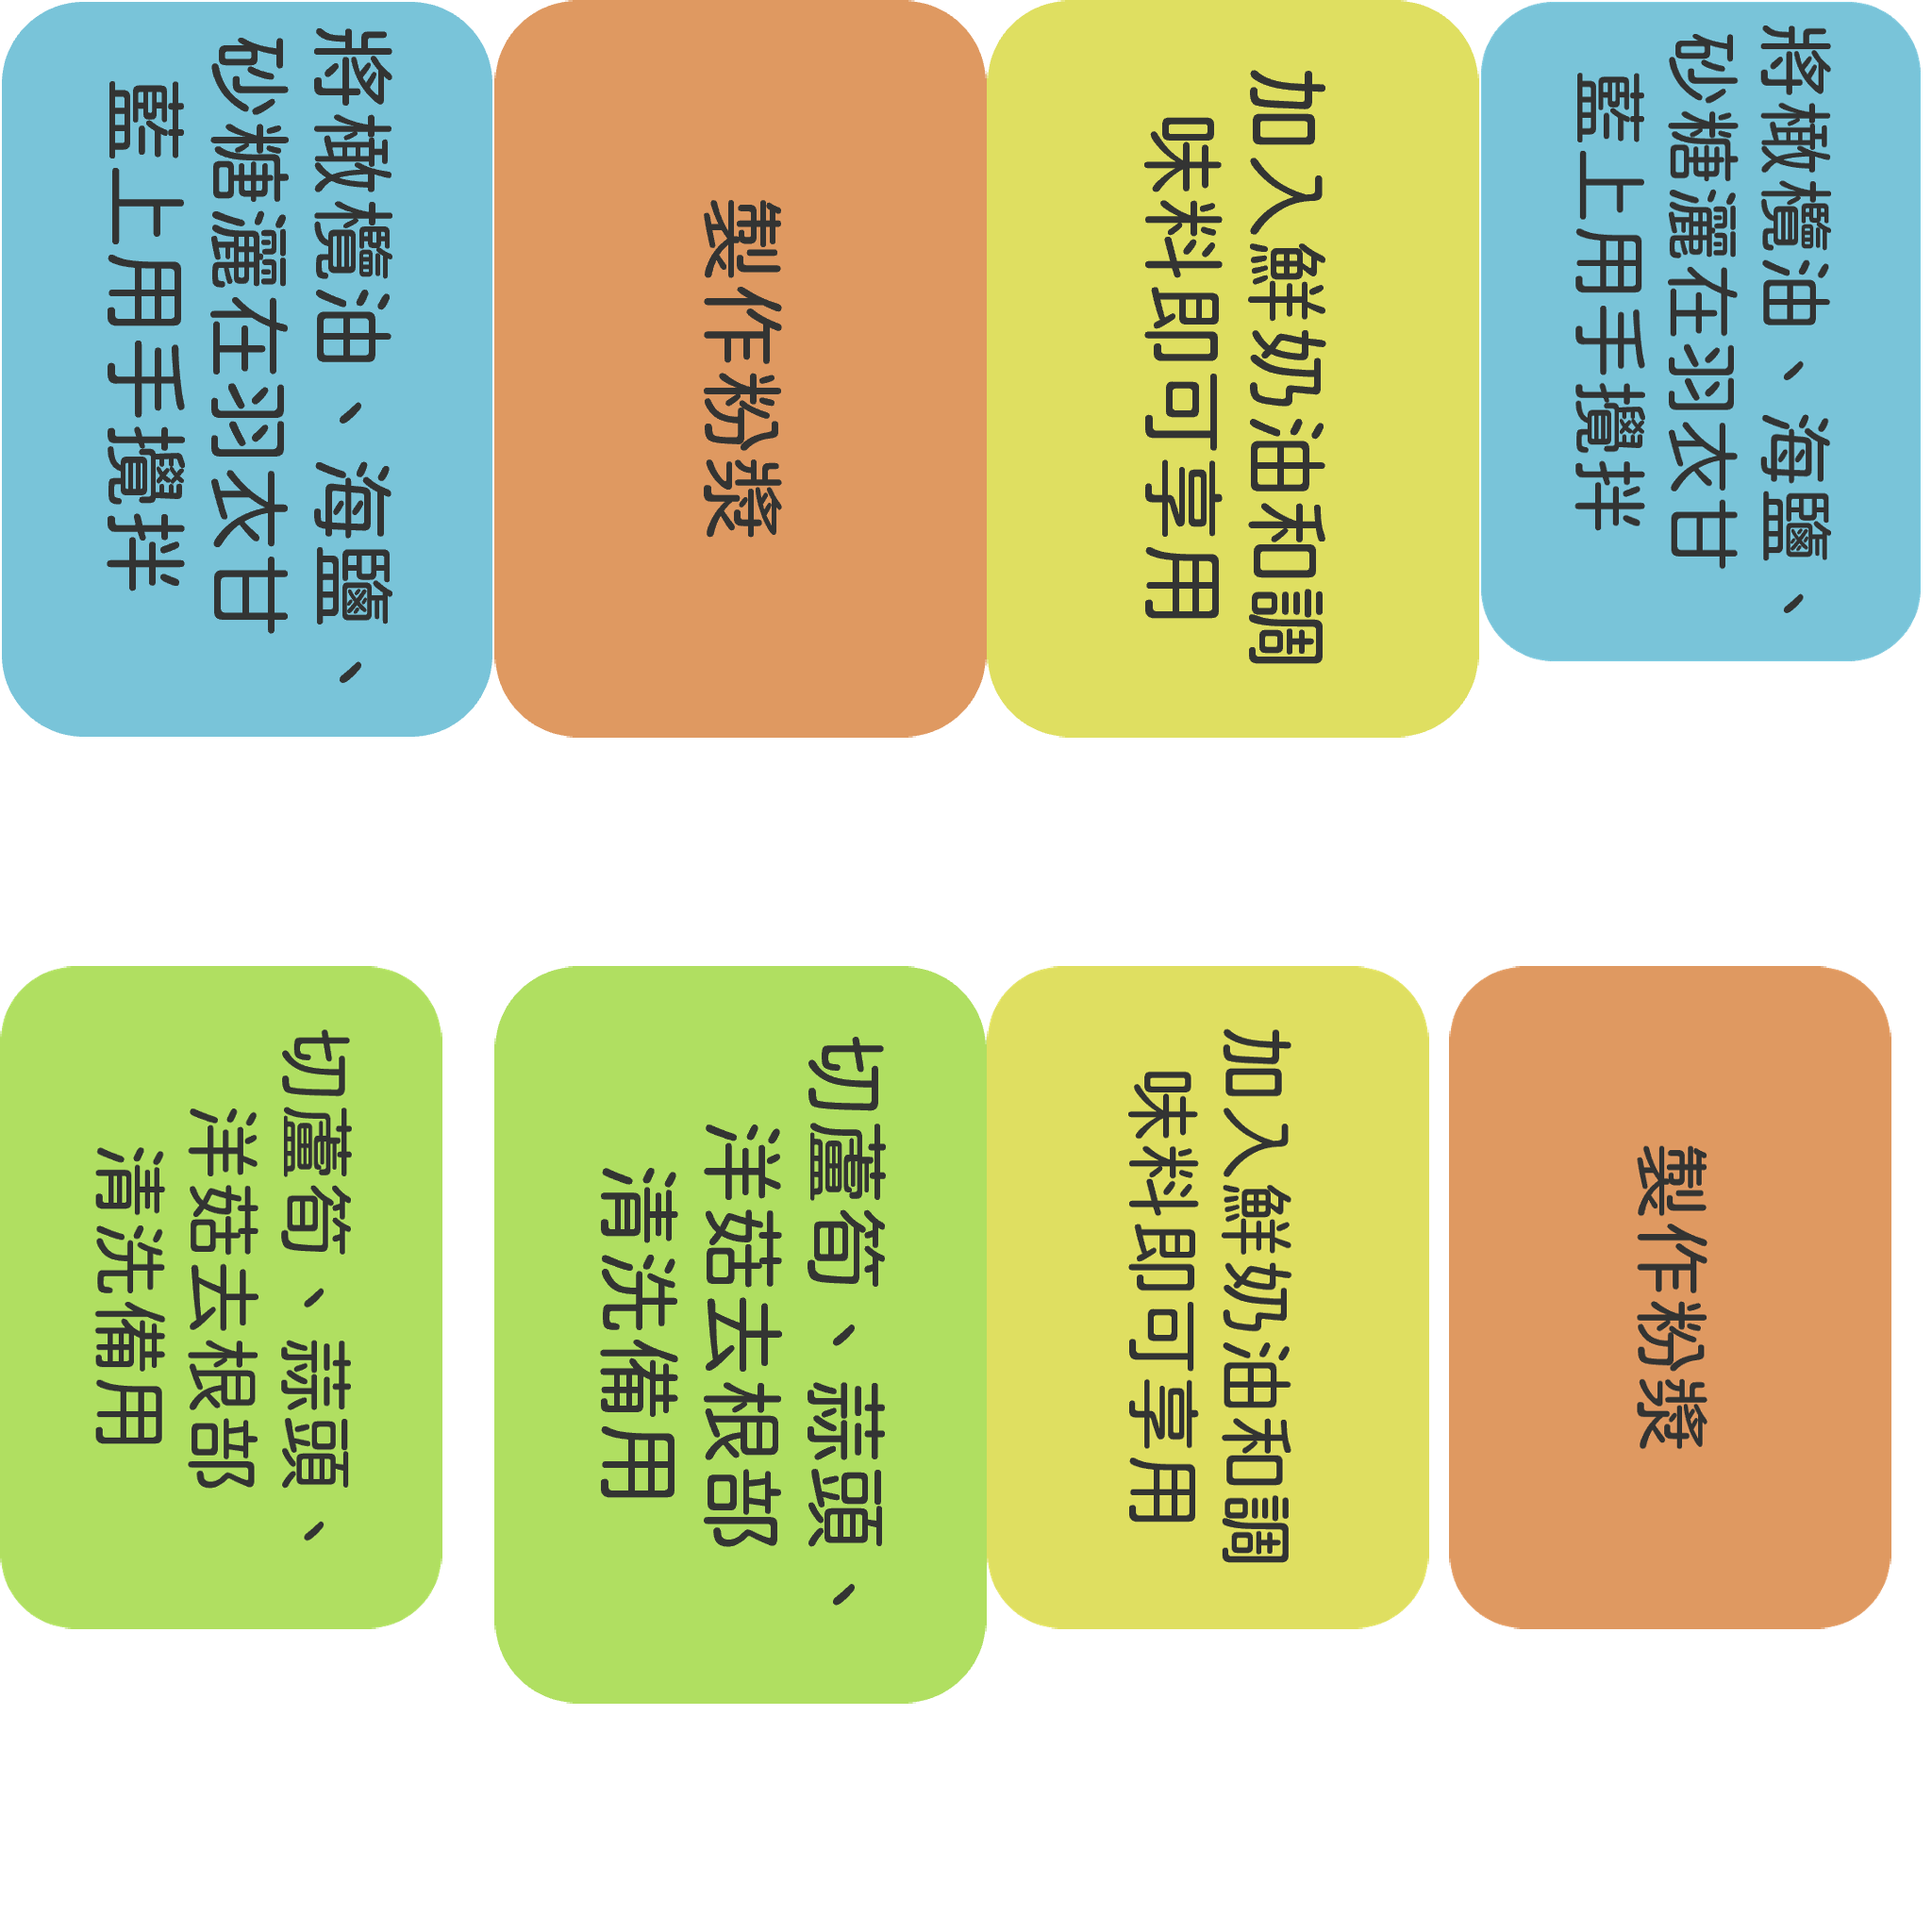 將橄欖油、海鹽、
砂糖灑在羽衣甘
藍上用手攪拌
製作粉漿
加入鮮奶油和調
味料即可享用
將橄欖油、海鹽、
砂糖灑在羽衣甘
藍上用手攪拌
切蘆筍、蒜頭、
洋菇去根部
清洗備用
切蘆筍、蒜頭、
洋菇去根部
清洗備用
加入鮮奶油和調
味料即可享用
製作粉漿